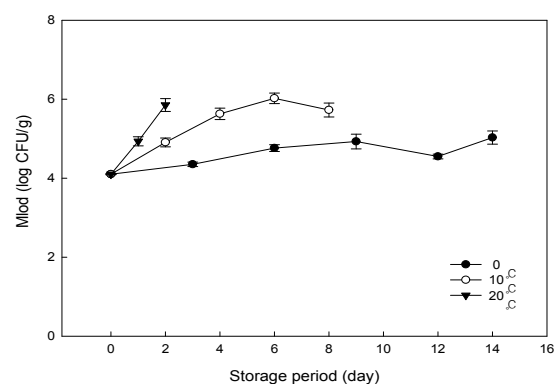 8
6
4
2
0
Mlod (log CFU/g)
0 2 4 6 8 10 12 14 16
Storage period (day)
0 °C
10 °C
20 °C